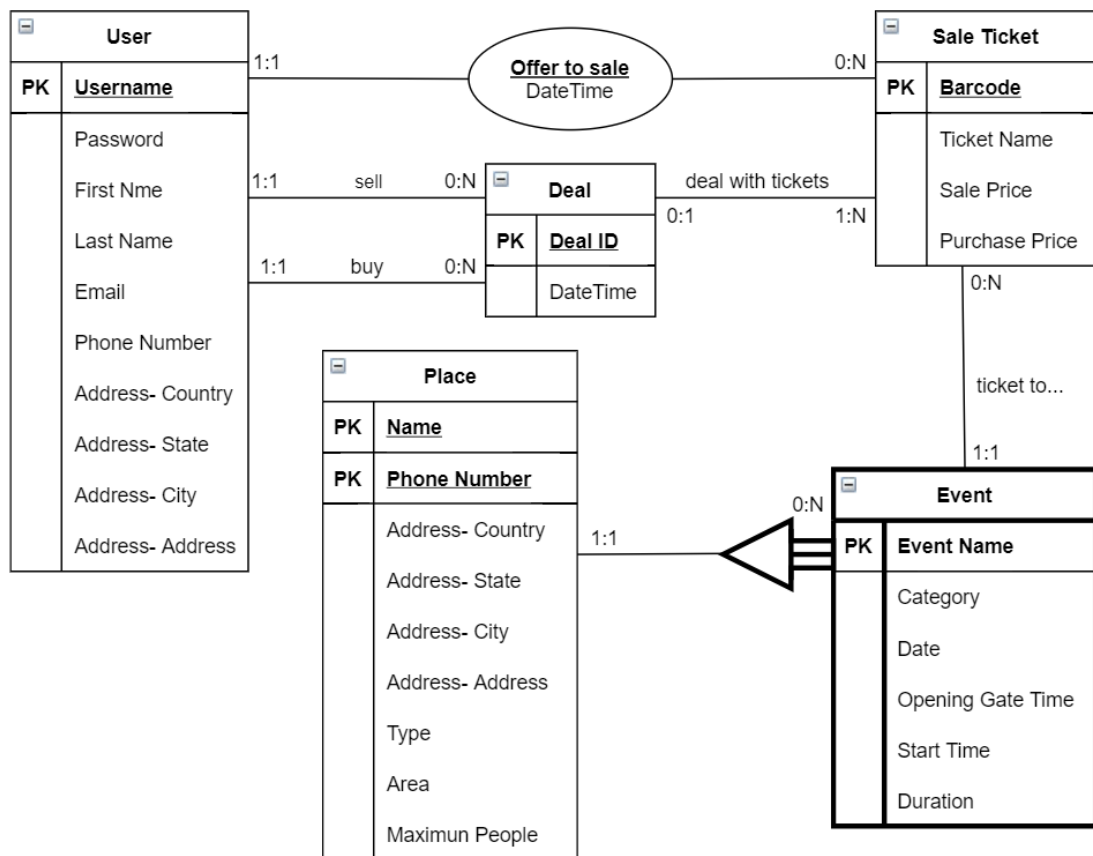 User
PK Username
Password
First Nme
Last Name
Email
Phone Number
Address- Country
Address- State
Address- City
Address- Address
1:1
Offer to sale
DateTime
0:N
Sale Ticket
PK Barcode
Ticket Name
Sale Price
Purchase Price
1:1 sell 0:N
1:1 buy 0:N
Deal
PK Deal ID
DateTime
deal with tickets
0:1 1:N
0:N
ticket to...
1:1
Place
PK Name
PK Phone Number
Address- Country
Address- State
Address- City
Address- Address
Type
Area
Maximun People
1:1
0:N
Event
PK Event Name
Category
Date
Opening Gate Time
Start Time
Duration